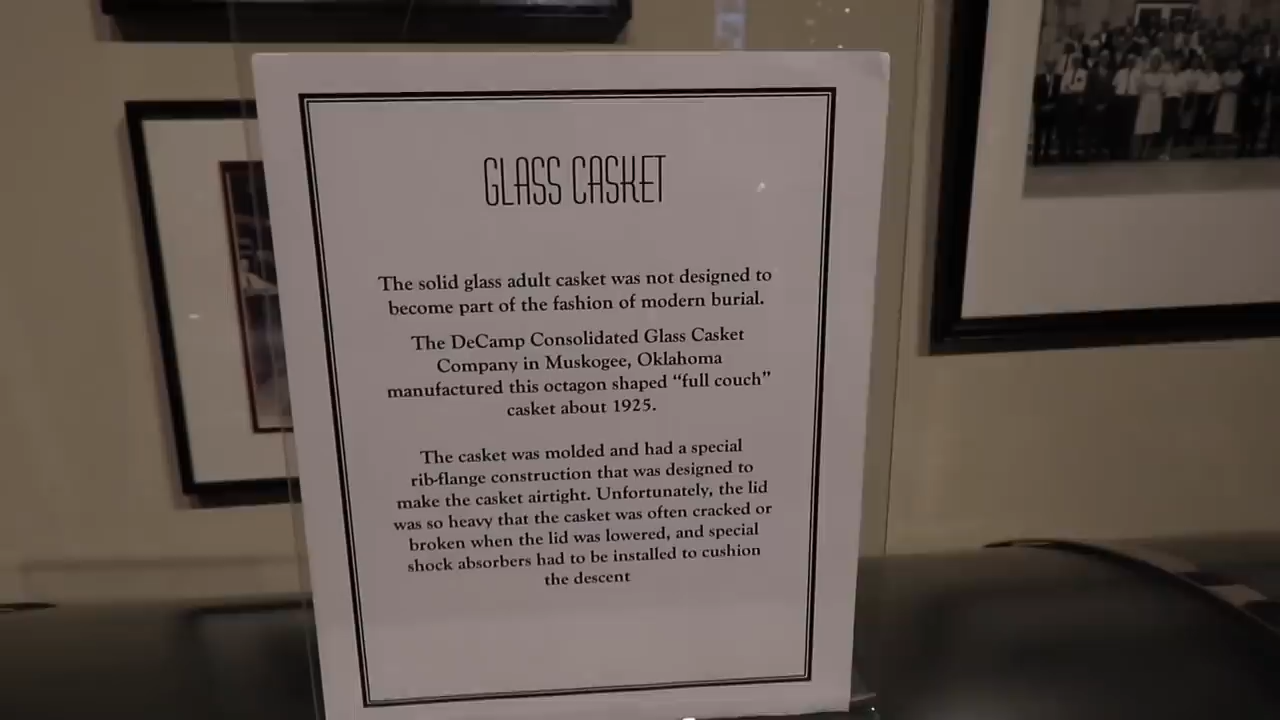 GLASS CASKET
The solid glass adult casket was not designed to
become part of the fashion of modern burial.
The DeCamp Consolidated Glass Casket
Company in Muskogee, Oklahoma
manufactured this octagon shaped “full couch”
casket about 1925.
The casket was molded and had a special
rib-flange construction that was designed to
make the casket airtight. Unfortunately, the lid
was so heavy that the casket was often cracked or
broken when the lid was lowered, and special
shock absorbers had to be installed to cushion
the descent